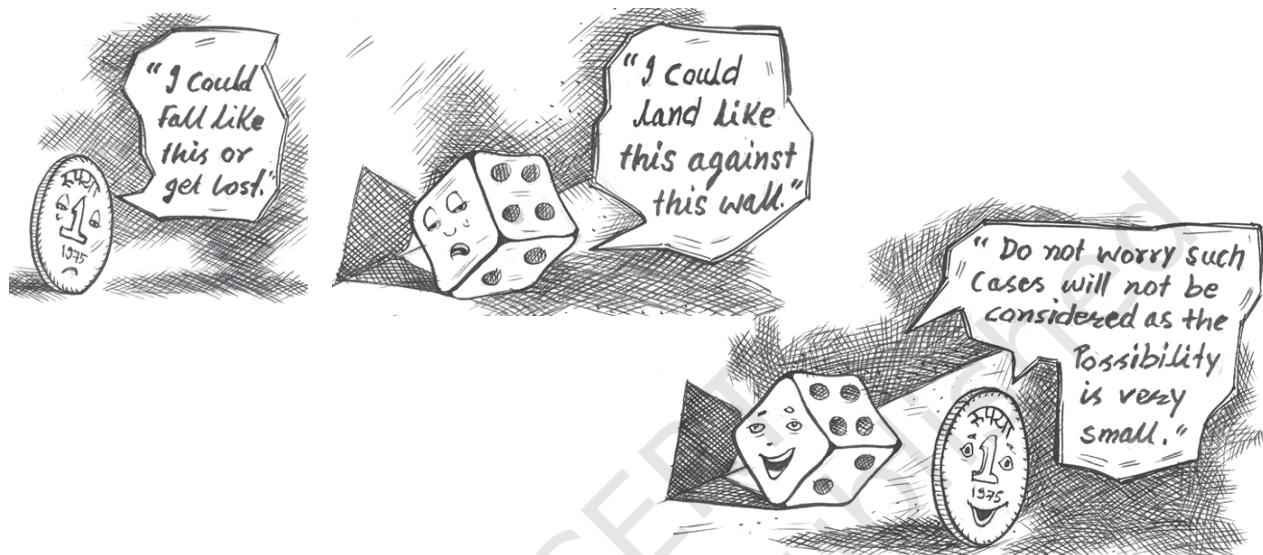 "I could
Fall like
this or
get lost."
1
1975
"I could
land like
this against
this wall."
"Do not worry such
Cases will not be
considered as the
Possibility
is very
small."
1
1975